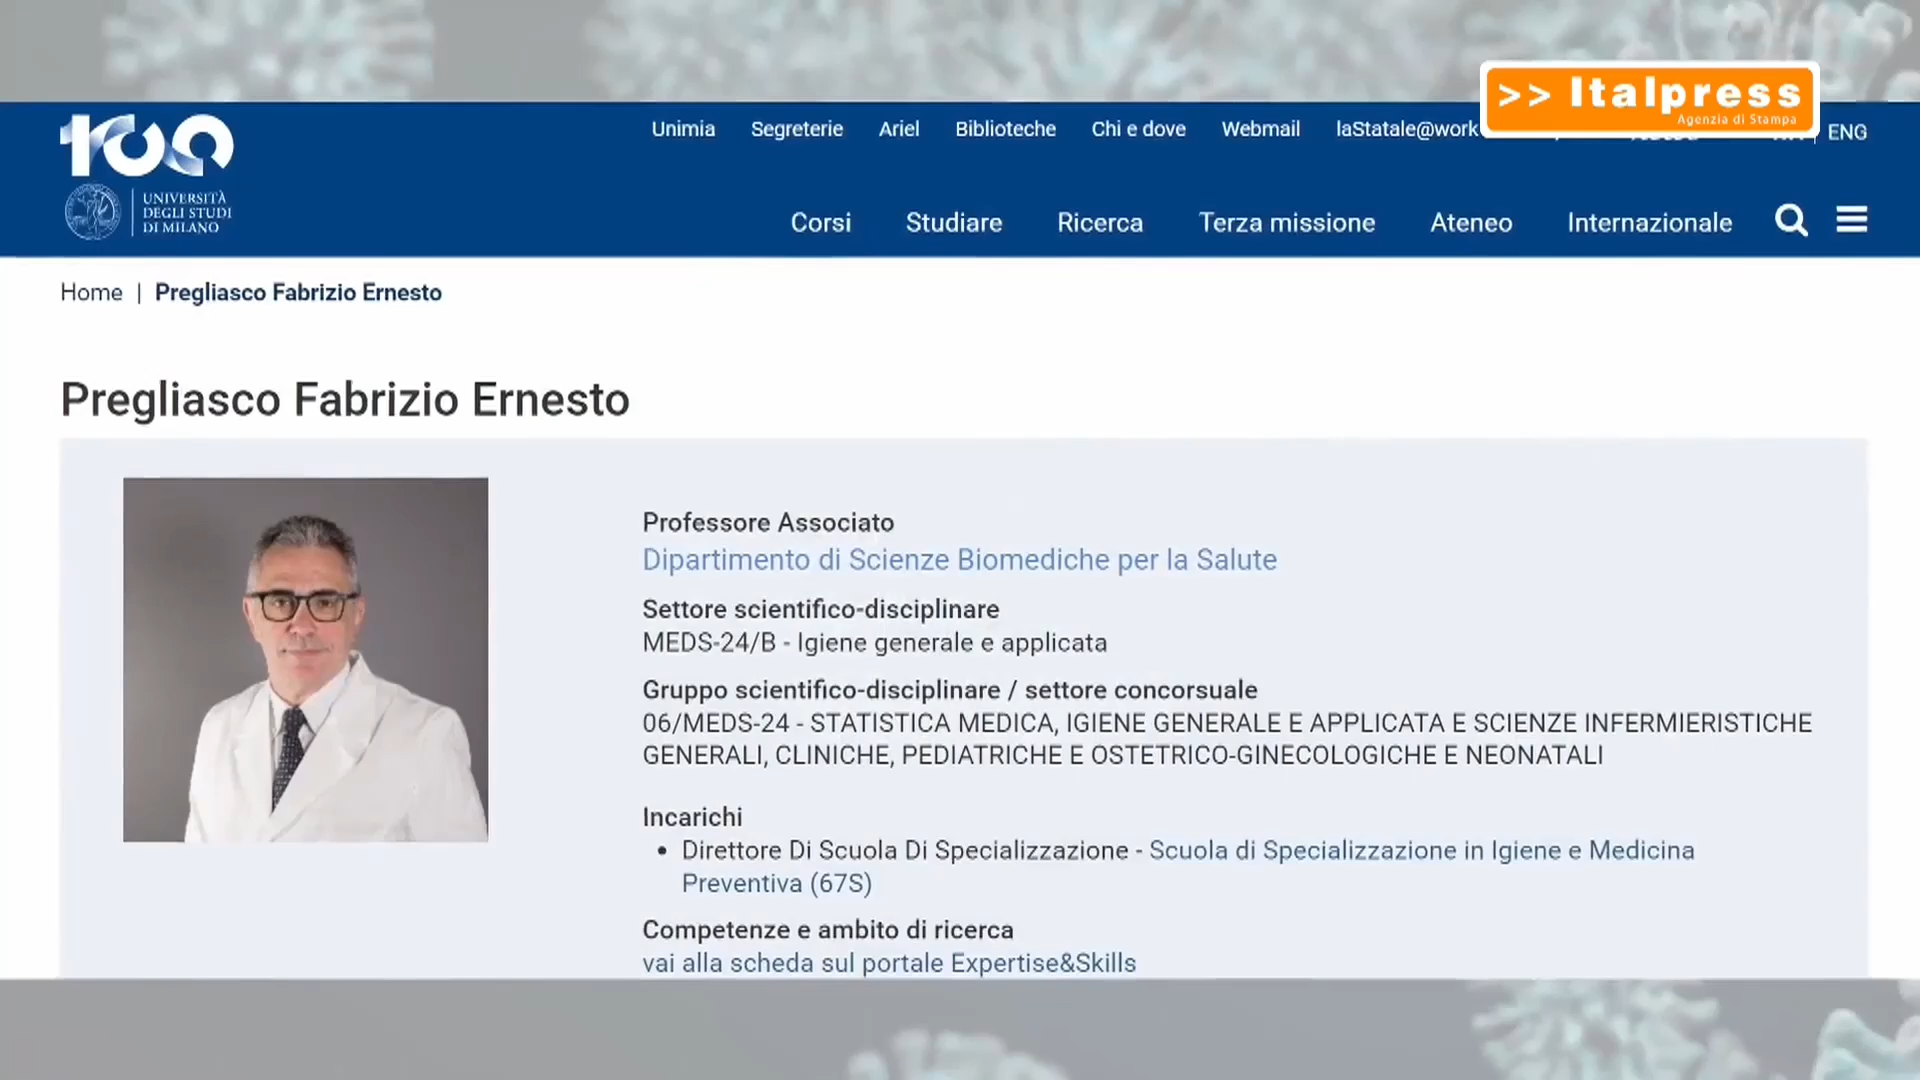 >> Italpress
Agenzia di Stampa
100
Unimia Segreterie Ariel Biblioteche Chi e dove Webmail laStatale@work ENG
UNIVERSITÀ
DEGLI STUDI
DI MILANO
Corsi Studiare Ricerca Terza missione Ateneo Internazionale
Home | Pregliasco Fabrizio Ernesto
Pregliasco Fabrizio Ernesto
Professore Associato
Dipartimento di Scienze Biomediche per la Salute
Settore scientifico-disciplinare
MEDS-24/B - Igiene generale e applicata
Gruppo scientifico-disciplinare / settore concorsuale
06/MEDS-24 - STATISTICA MEDICA, IGIENE GENERALE E APPLICATA E SCIENZE INFERMIERISTICHE
GENERALI, CLINICHE, PEDIATRICHE E OSTETRICO-GINECOLOGICHE E NEONATALI
Incarichi
• Direttore Di Scuola Di Specializzazione - Scuola di Specializzazione in Igiene e Medicina
Preventiva (67S)
Competenze e ambito di ricerca
vai alla scheda sul portale Expertise&Skills